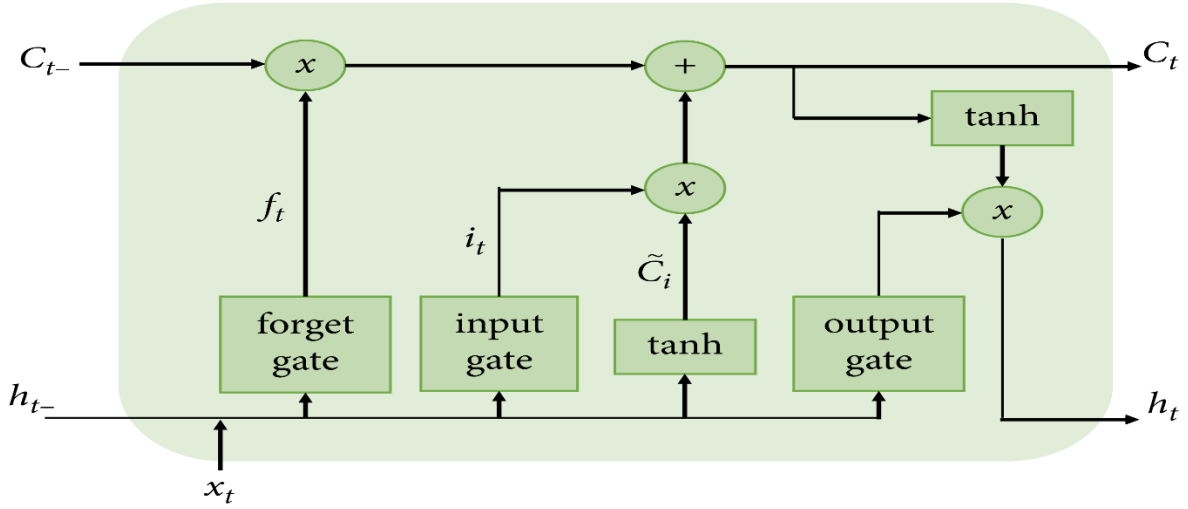 C_{t–}
x
+
C_t
tanh
x
x
f_t
i_t
C̃_i
forget
gate
input
gate
tanh
output
gate
h_{t–}
h_t
x_t